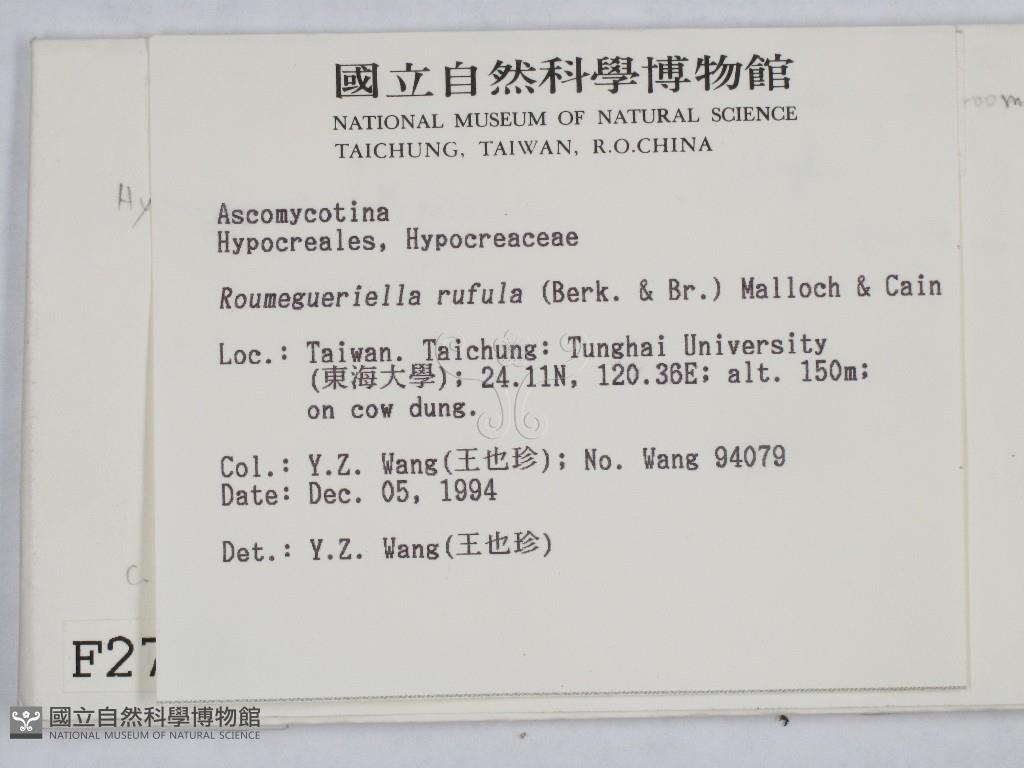 國立自然科學博物館
NATIONAL MUSEUM OF NATURAL SCIENCE
TAICHUNG, TAIWAN, R.O.CHINA
room
Hy
Ascomycotina
Hypocreales, Hypocreaceae
Roumegueriella rufula (Berk. & Br.) Malloch & Cain
Loc.: Taiwan. Taichung: Tunghai University
(東海大學); 24.11N, 120.36E; alt. 150m;
on cow dung.
Col.: Y.Z. Wang(王也珍); No. Wang 94079
Date: Dec. 05, 1994
Det.: Y.Z. Wang(王也珍)
C
F27
國立自然科學博物館
NATIONAL MUSEUM OF NATURAL SCIENCE